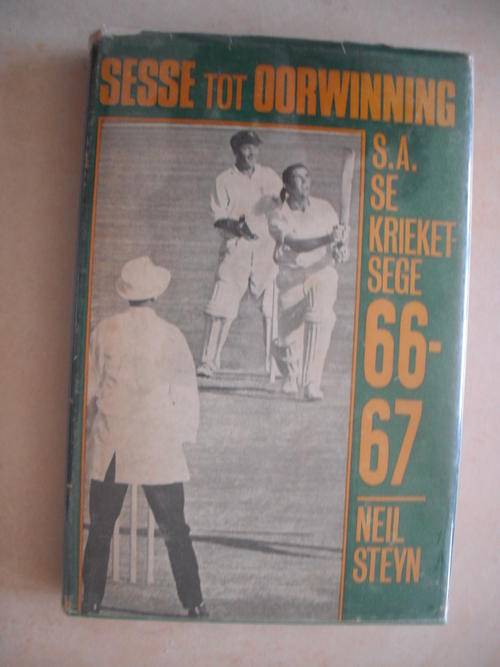 SESSE TOT OORWINNING
S.A.
SE
KRIEKET-
SEGE
66-
67
NEIL
STEYN